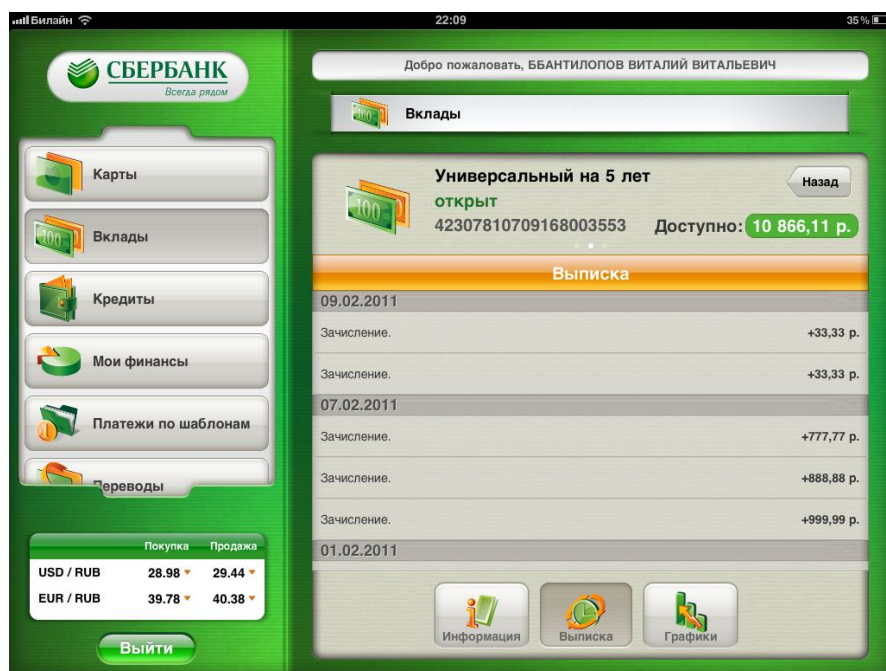 Билайн 22:09 35 %
СБЕРБАНК
Всегда рядом
Карты
Вклады
Кредиты
Мои финансы
Платежи по шаблонам
Переводы
Покупка Продажа
USD / RUB 28.98 29.44
EUR / RUB 39.78 40.38
Выйти
Добро пожаловать, ББАНТИЛОПОВ ВИТАЛИЙ ВИТАЛЬЕВИЧ
Вклады
Универсальный на 5 лет
Назад
открыт
42307810709168003553 Доступно: 10 866,11 р.
Выписка
09.02.2011
Зачисление. +33,33 р.
Зачисление. +33,33 р.
07.02.2011
Зачисление. +777,77 р.
Зачисление. +888,88 р.
Зачисление. +999,99 р.
01.02.2011
Информация Выписка Графики